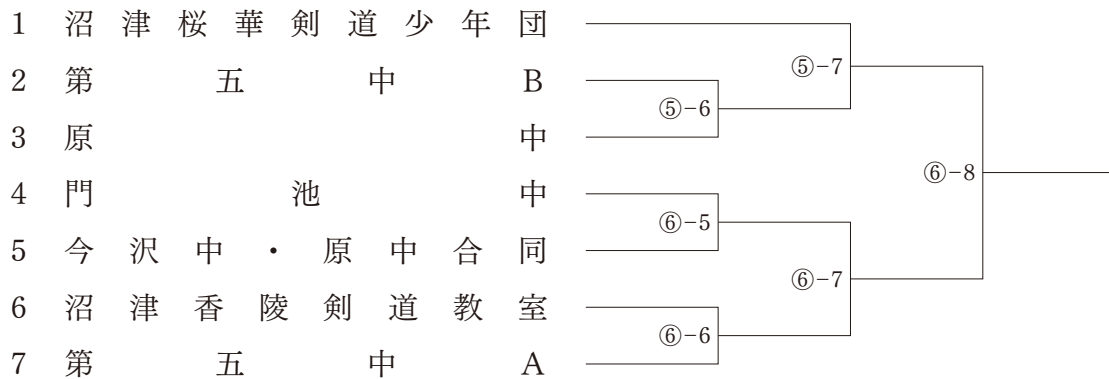 1 沼津桜華剣道少年団
⑤-7
2 第五中B
⑤-6
3 原中
⑥-8
4 門池中
⑥-5
5 今沢中・原中合同
⑥-7
6 沼津香陵剣道教室
⑥-6
7 第五中A